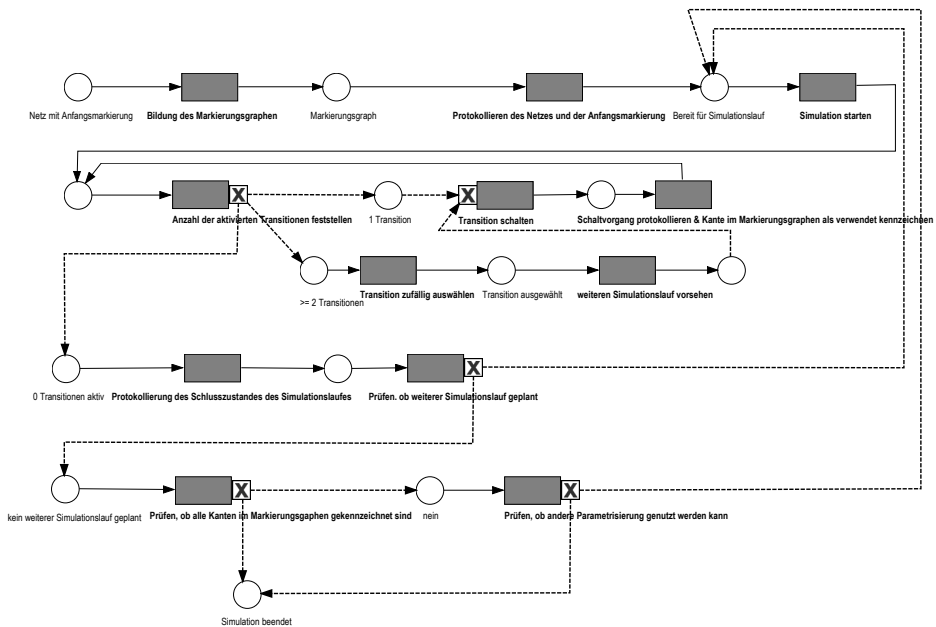 Netz mit Anfangsmarkierung
Bildung des Markierungsgraphen
Markierungsgraph
Protokollieren des Netzes und der Anfangsmarkierung
Bereit für Simulationslauf
Simulation starten
X
X
Anzahl der aktivierten Transitionen feststellen
1 Transition
Transition schalten
Schaltvorgang protokollieren & Kante im Markierungsgraphen als verwendet kennzeichnen
>= 2 Transitionen
Transition zufällig auswählen
Transition ausgewählt
weiteren Simulationslauf vorsehen
X
0 Transitionen aktiv
Protokollierung des Schlusszustandes des Simulationslaufes
Prüfen. ob weiterer Simulationslauf geplant
X
X
kein weiterer Simulationslauf geplant
Prüfen, ob alle Kanten im Markierungsgaphen gekennzeichnet sind
nein
Prüfen, ob andere Parametrisierung genutzt werden kann
Simulation beendet